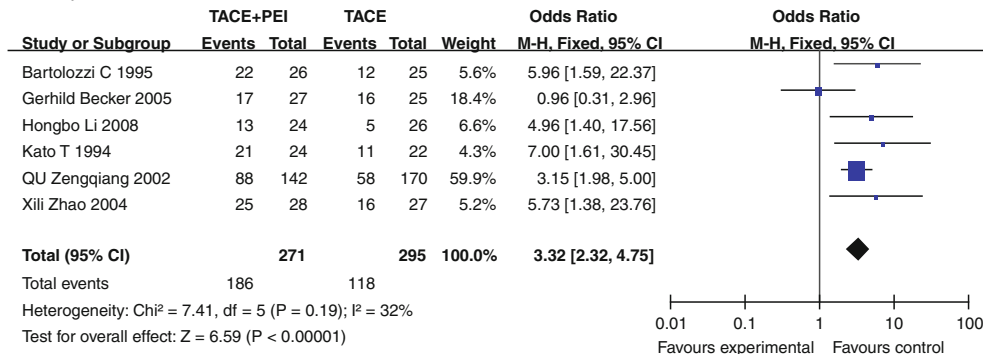 TACE+PEI TACE Odds Ratio Odds Ratio
Study or Subgroup Events Total Events Total Weight M-H, Fixed, 95% CI M-H, Fixed, 95% CI
Bartolozzi C 1995 22 26 12 25 5.6% 5.96 [1.59, 22.37]
Gerhild Becker 2005 17 27 16 25 18.4% 0.96 [0.31, 2.96]
Hongbo Li 2008 13 24 5 26 6.6% 4.96 [1.40, 17.56]
Kato T 1994 21 24 11 22 4.3% 7.00 [1.61, 30.45]
QU Zengqiang 2002 88 142 58 170 59.9% 3.15 [1.98, 5.00]
Xili Zhao 2004 25 28 16 27 5.2% 5.73 [1.38, 23.76]
Total (95% CI) 271 295 100.0% 3.32 [2.32, 4.75]
Total events 186 118
Heterogeneity: Chi² = 7.41, df = 5 (P = 0.19); I² = 32%
Test for overall effect: Z = 6.59 (P < 0.00001)
0.01 0.1 1 10 100
Favours experimental Favours control